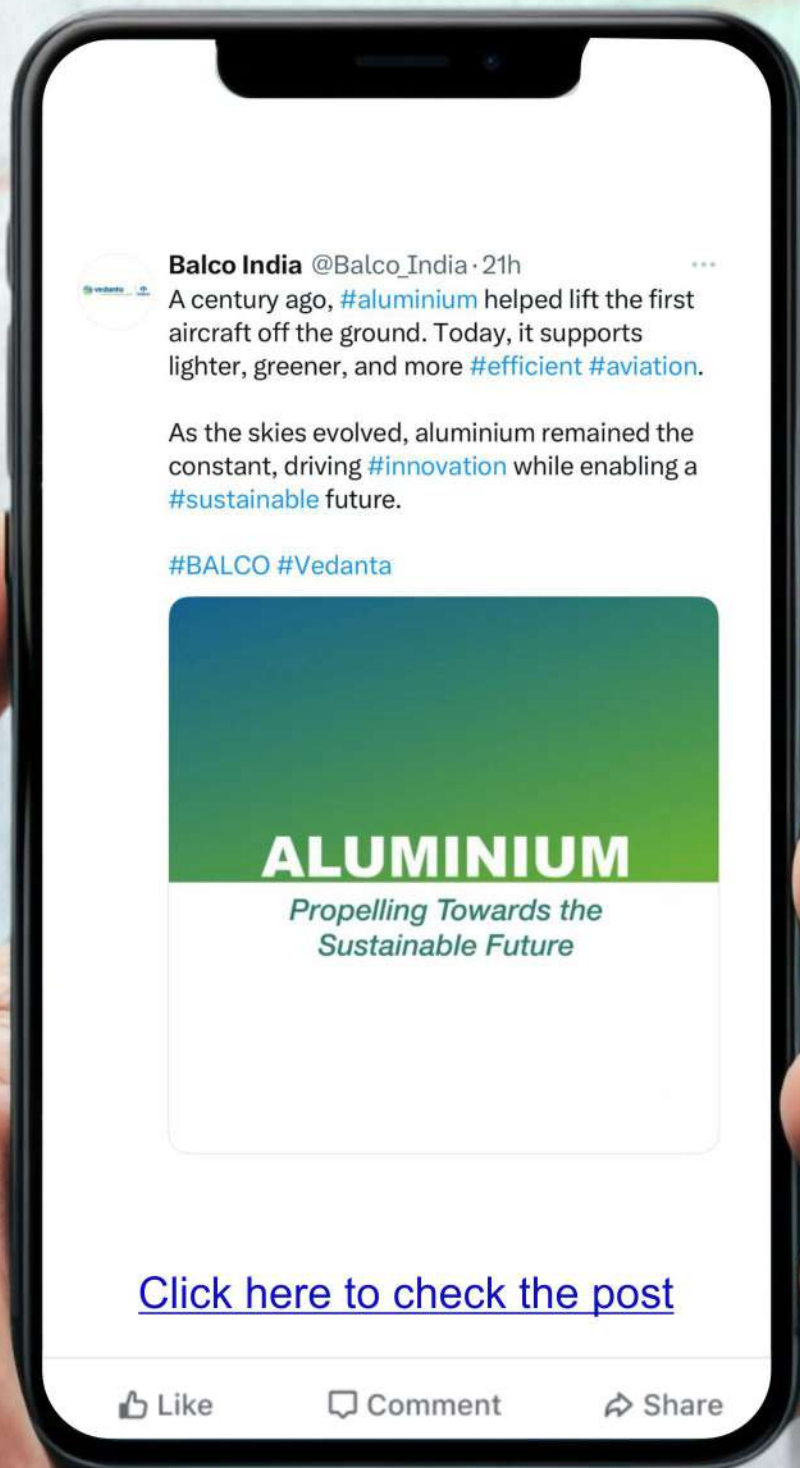 Balco India @Balco_India · 21h
vedanta
A century ago, #aluminium helped lift the first
aircraft off the ground. Today, it supports
lighter, greener, and more #efficient #aviation.
As the skies evolved, aluminium remained the
constant, driving #innovation while enabling a
#sustainable future.
#BALCO #Vedanta
ALUMINIUM
Propelling Towards the
Sustainable Future
Click here to check the post
Like Comment Share